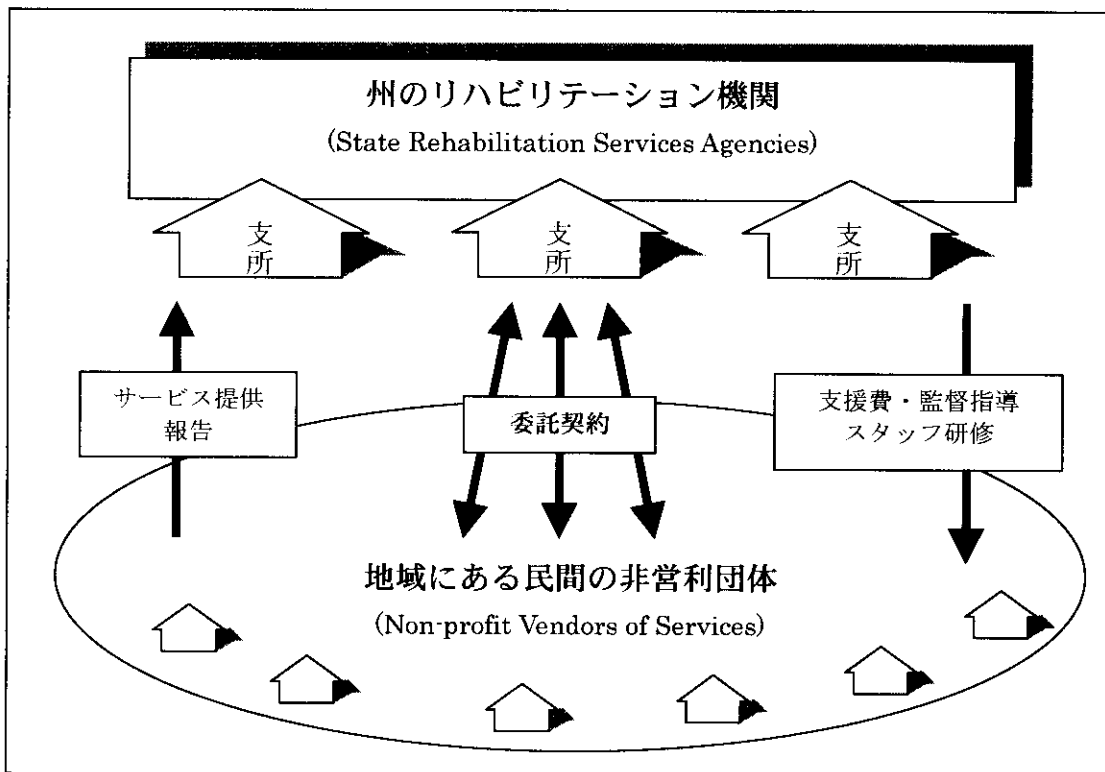 州のリハビリテーション機関
(State Rehabilitation Services Agencies)
支所
支所
支所
サービス提供
報告
委託契約
支援費・監督指導
スタッフ研修
地域にある民間の非営利団体
(Non-profit Vendors of Services)